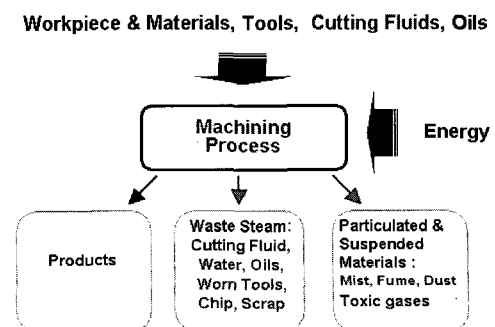 Workpiece & Materials, Tools, Cutting Fluids, Oils
Machining
Process
Energy
Products
Waste Steam:
Cutting Fluid,
Water, Oils,
Worn Tools,
Chip, Scrap
Particulated &
Suspended
Materials :
Mist, Fume, Dust
Toxic gases